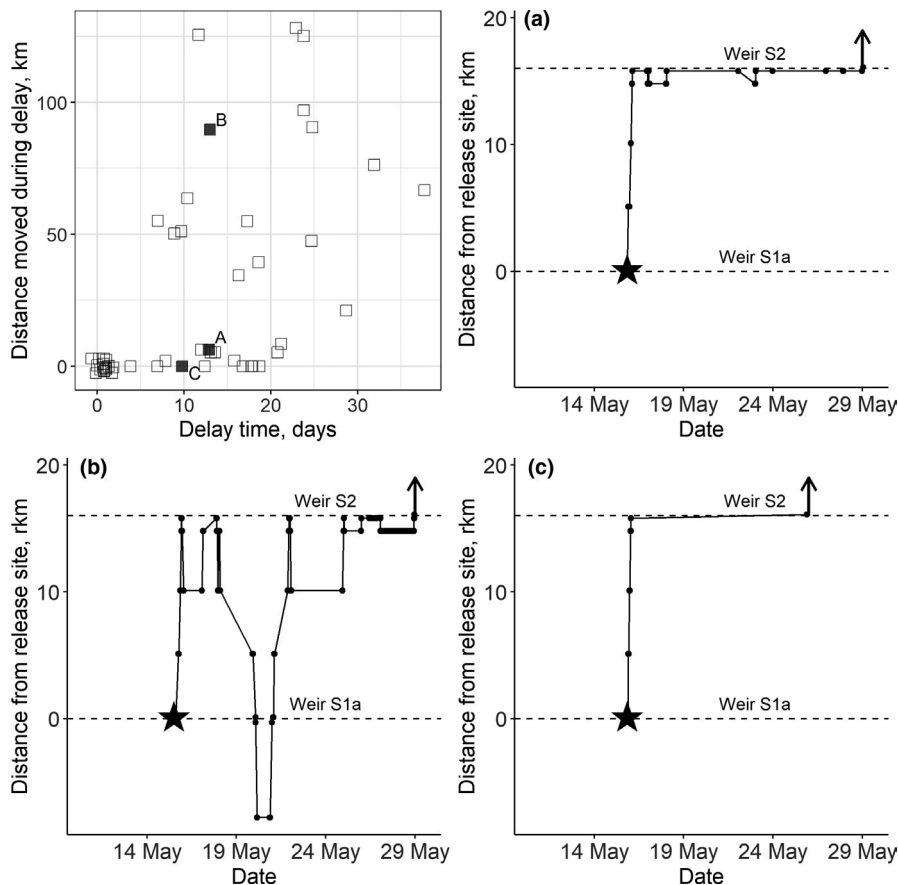 Distance moved during delay, km
100
50
0
B
A
C
0 10 20 30
Delay time, days
(a)
Distance from release site, rkm
20
10
0
Weir S2
Weir S1a
14 May 19 May 24 May 29 May
Date
(b)
Distance from release site, rkm
20
10
0
Weir S2
Weir S1a
14 May 19 May 24 May 29 May
Date
(c)
Distance from release site, rkm
20
10
0
Weir S2
Weir S1a
14 May 19 May 24 May 29 May
Date